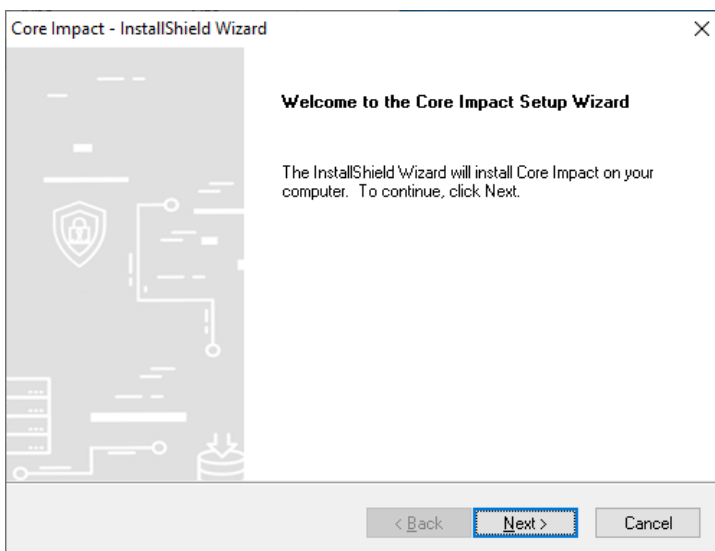 Core Impact - InstallShield Wizard
Welcome to the Core Impact Setup Wizard
The InstallShield Wizard will install Core Impact on your
computer. To continue, click Next.
< Back
Next >
Cancel